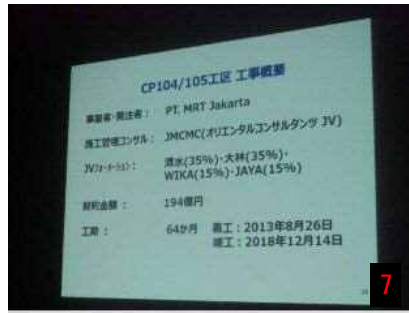 CP104/105工区 工事概要
事業者・発注者： PT. MRT Jakarta
施工管理コンサル： JMCMC(オリエンタルコンサルタンツ JV)
JVフォーメーション： 清水(35%)・大林(35%)・
WIKA(15%)・JAYA(15%)
契約金額 ： 194億円
工期 ： 64か月 着工：2013年8月26日
竣工：2018年12月14日
7